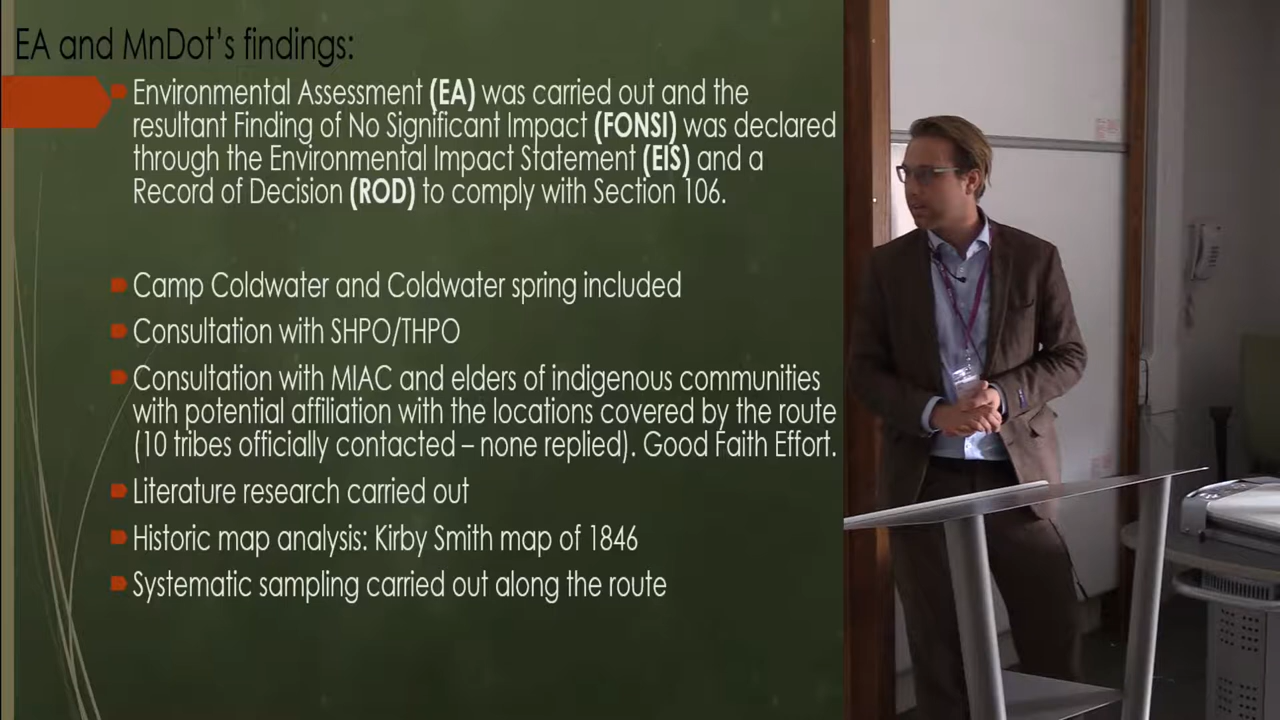 EA and MnDot's findings:
Environmental Assessment (EA) was carried out and the
resultant Finding of No Significant Impact (FONSI) was declared
through the Environmental Impact Statement (EIS) and a
Record of Decision (ROD) to comply with Section 106.
Camp Coldwater and Coldwater spring included
Consultation with SHPO/THPO
Consultation with MIAC and elders of indigenous communities
with potential affiliation with the locations covered by the route
(10 tribes officially contacted – none replied). Good Faith Effort.
Literature research carried out
Historic map analysis: Kirby Smith map of 1846
Systematic sampling carried out along the route